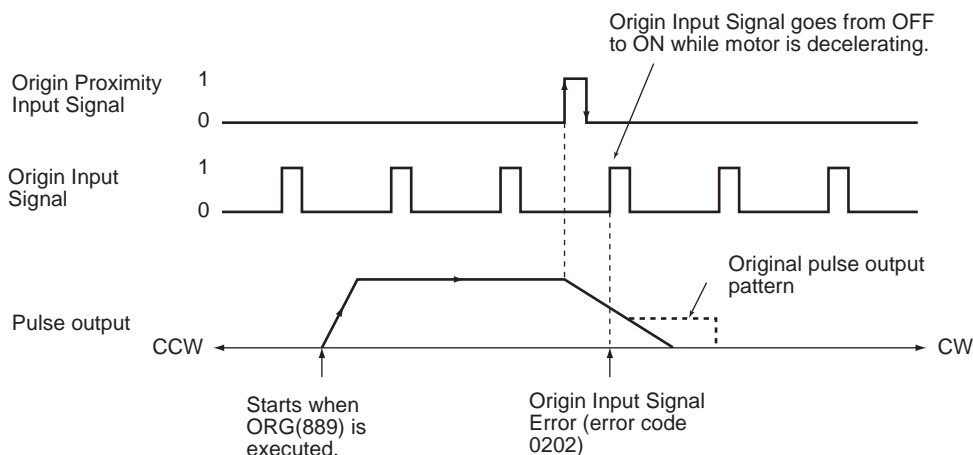 Origin Input Signal goes from OFF
to ON while motor is decelerating.
Origin Proximity
Input Signal
1
0
Origin Input
Signal
1
0
Original pulse output
pattern
Pulse output
CCW
CW
Starts when
ORG(889) is
executed.
Origin Input Signal
Error (error code
0202)